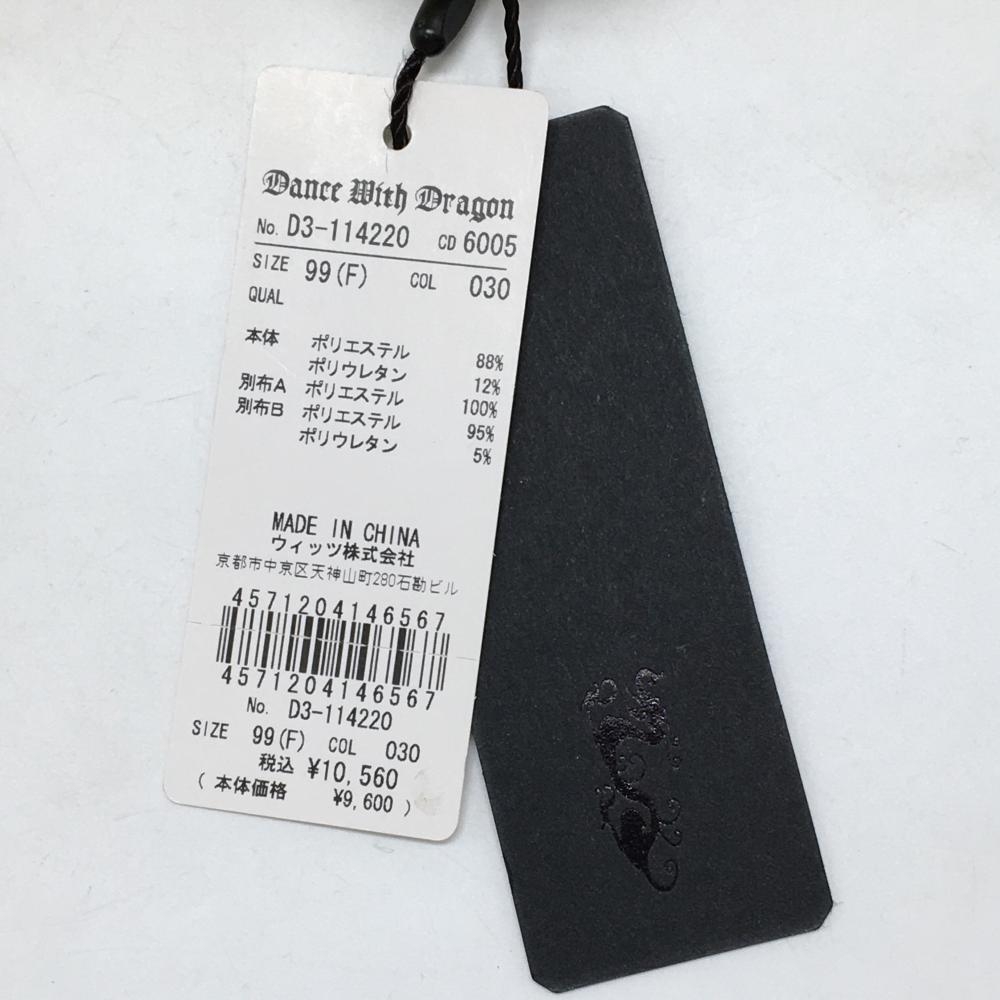 Dance With Dragon
No. D3-114220 CD 6005
SIZE 99(F) COL 030
QUAL
本体 ポリエステル 88%
ポリウレタン 12%
別布A ポリエステル 100%
別布B ポリエステル 95%
ポリウレタン 5%
MADE IN CHINA
ウィッツ株式会社
京都市中京区天神山町280石勘ビル
4571204146567
4571204146567
No. D3-114220
SIZE 99(F) COL 030
税込 ¥10,560
( 本体価格 ¥9,600 )